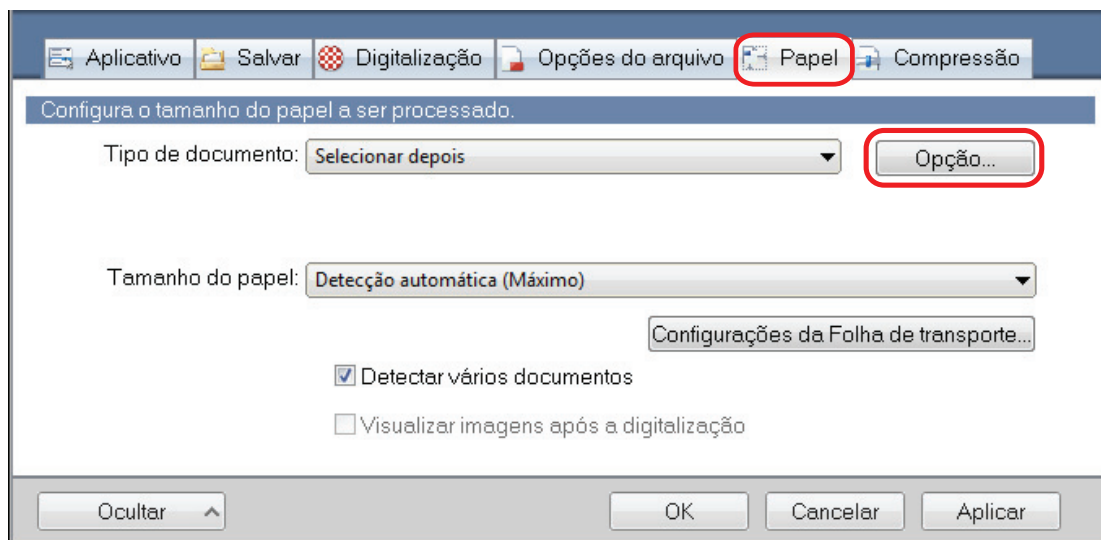 Aplicativo Salvar Digitalização Opções do arquivo Papel Compressão
Configura o tamanho do papel a ser processado.
Tipo de documento: Selecionar depois Opção...
Tamanho do papel: Detecção automática (Máximo)
Configurações da Folha de transporte...
Detectar vários documentos
Visualizar imagens após a digitalização
Ocultar OK Cancelar Aplicar